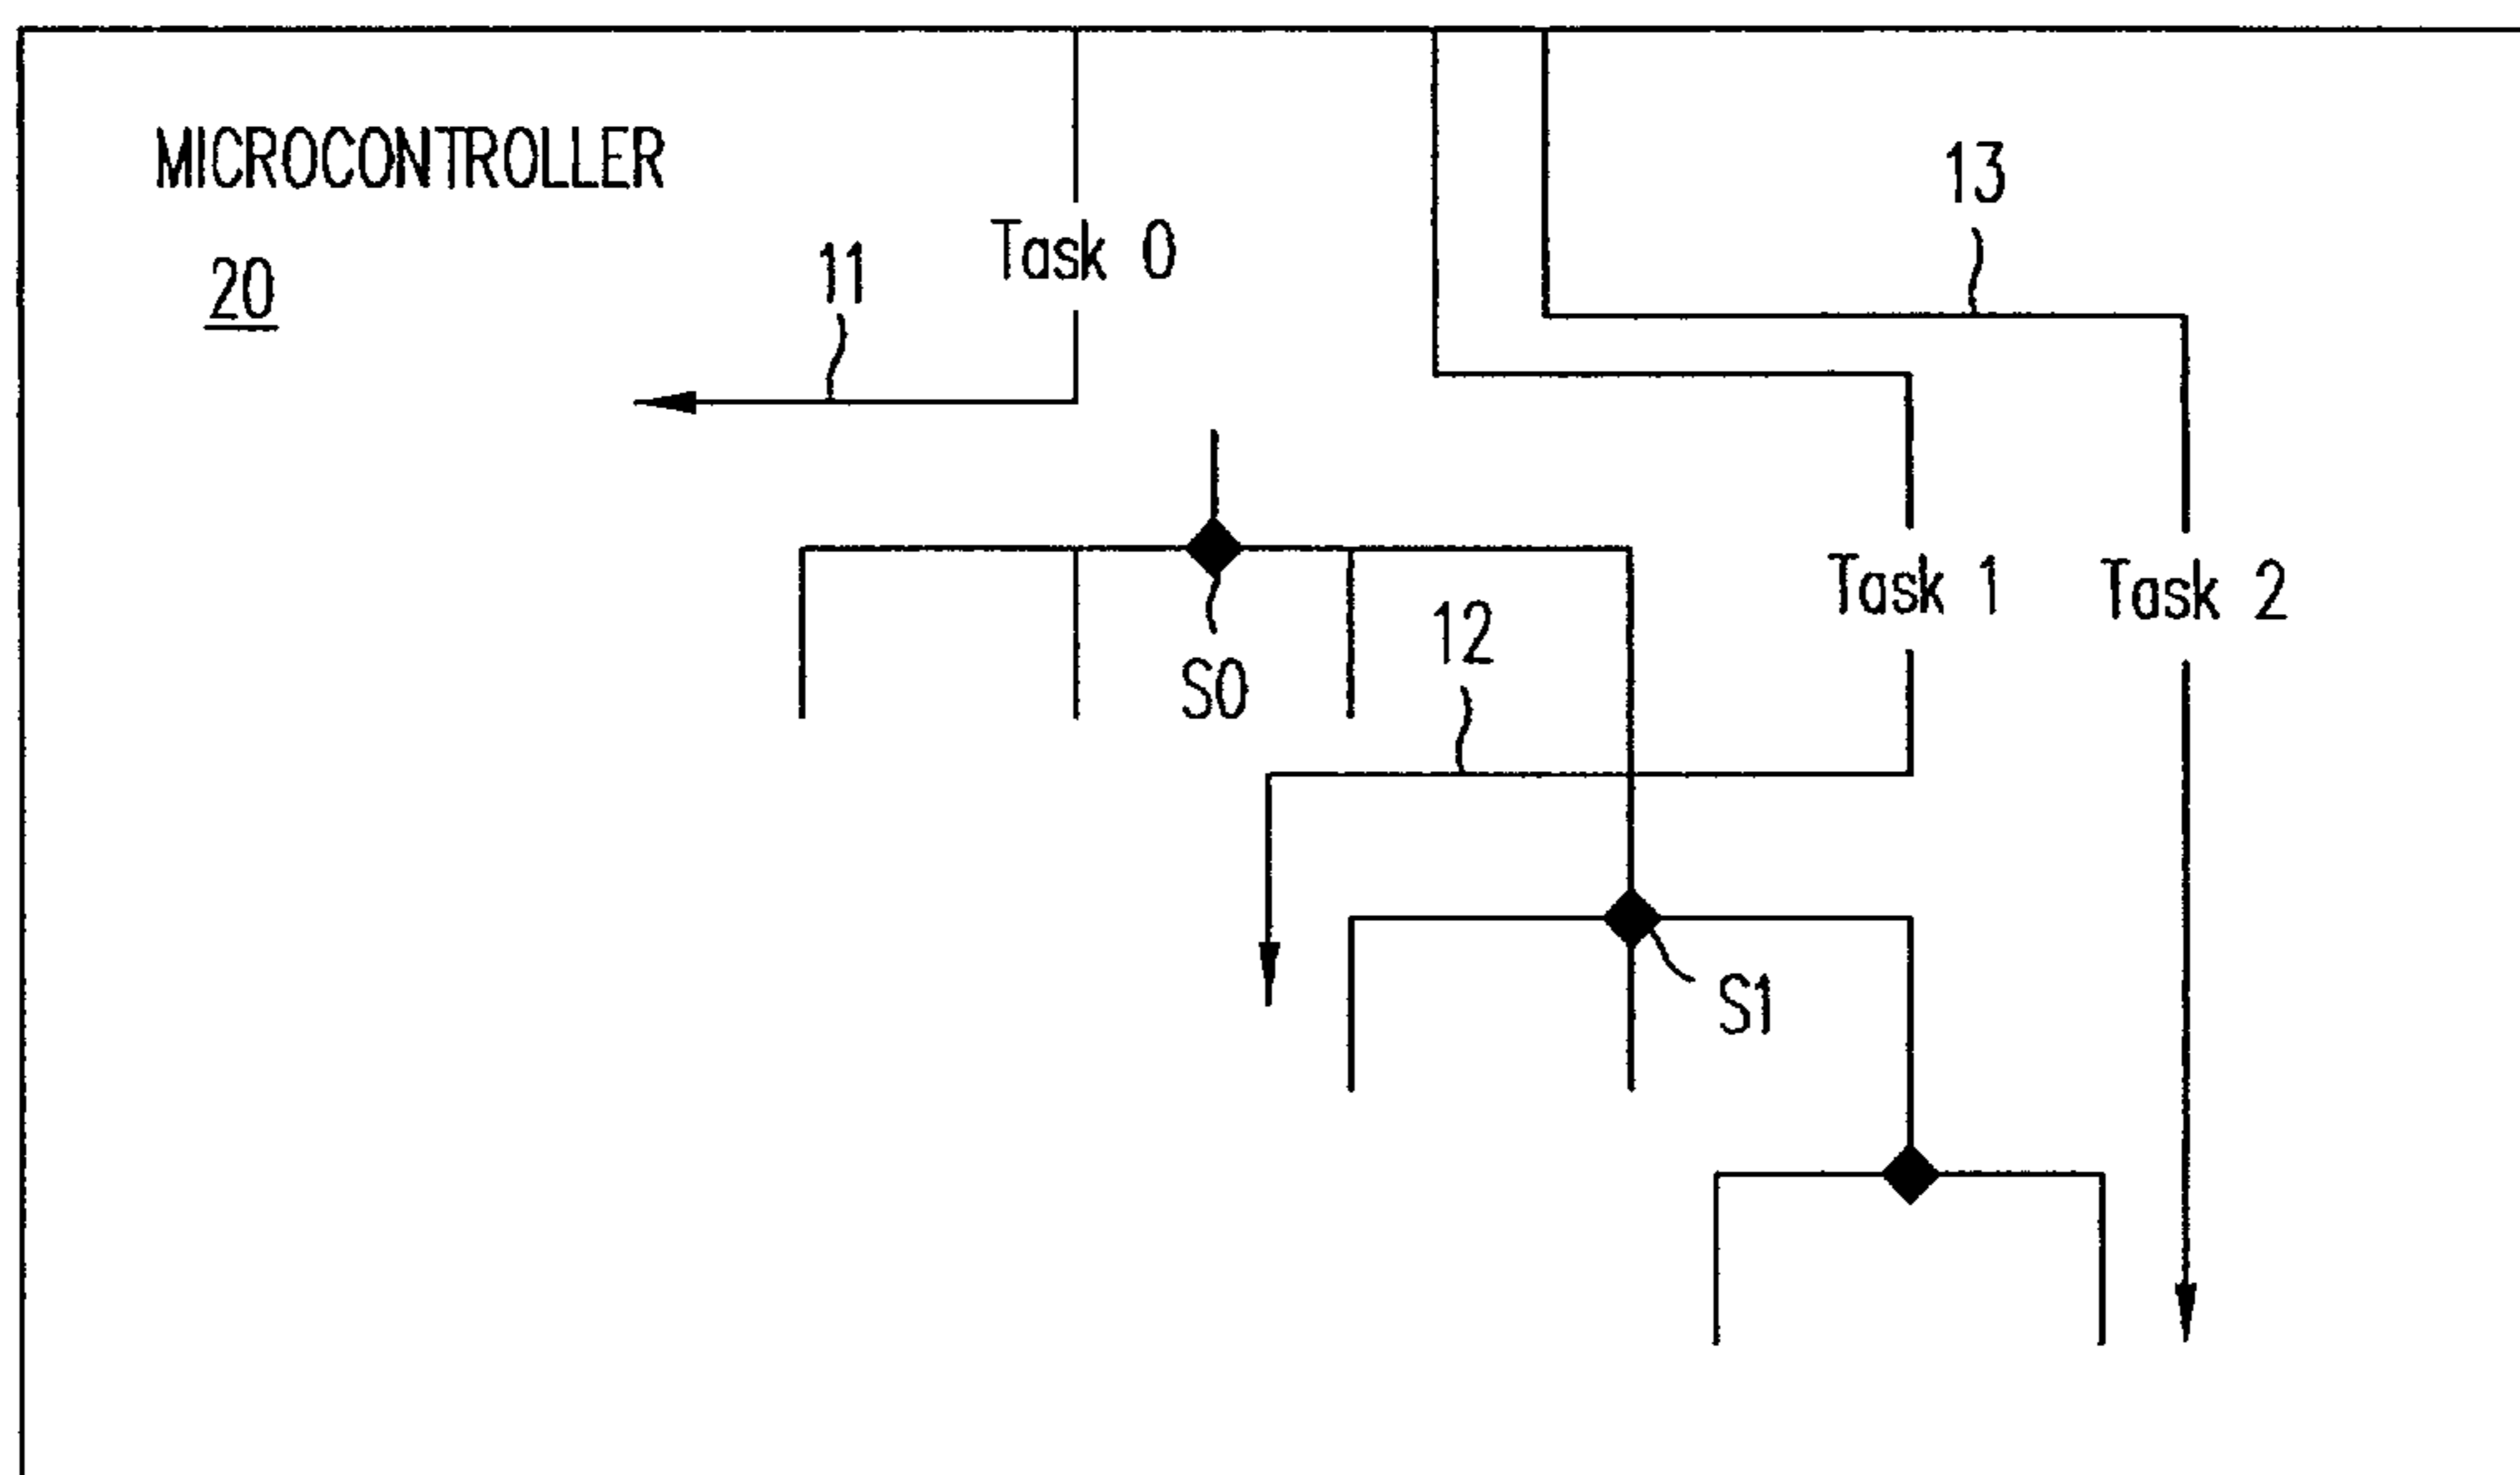 MICROCONTROLLER
20
11
Task 0
13
12
S0
Task 1
Task 2
S1